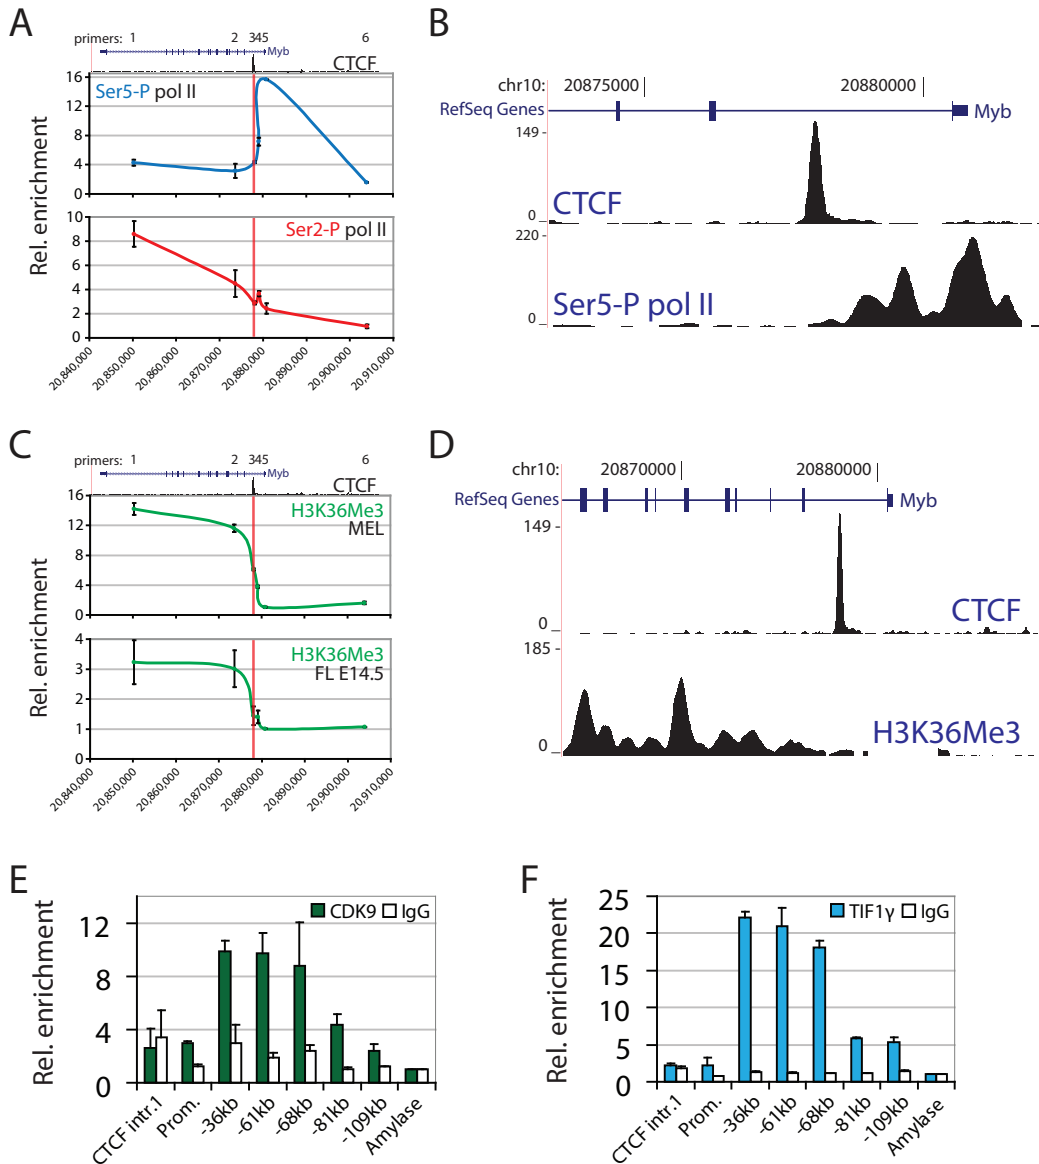 A
primers: 1 2 345 6
Myb
CTCF
Ser5-P pol II
16
12
8
4
0
Rel. enrichment
Ser2-P pol II
10
8
6
4
2
0
20,840,000 20,850,000 20,860,000 20,870,000 20,880,000 20,890,000 20,900,000 20,910,000
B
chr10: 20875000 20880000
RefSeq Genes Myb
149
CTCF
0
220
Ser5-P pol II
0
C
primers: 1 2 345 6
Myb
CTCF
H3K36Me3
MEL
16
12
8
4
0
Rel. enrichment
H3K36Me3
FL E14.5
4
3
2
1
0
20,840,000 20,850,000 20,860,000 20,870,000 20,880,000 20,890,000 20,900,000 20,910,000
D
chr10: 20870000 20880000
RefSeq Genes Myb
149
CTCF
0
185
H3K36Me3
0
E
Rel. enrichment
CDK9 IgG
12
8
4
0
CTCF intr.1 Prom. -36kb -61kb -68kb -81kb -109kb Amylase
F
Rel. enrichment
TIF1γ IgG
25
20
15
10
5
0
CTCF intr.1 Prom. -36kb -61kb -68kb -81kb -109kb Amylase